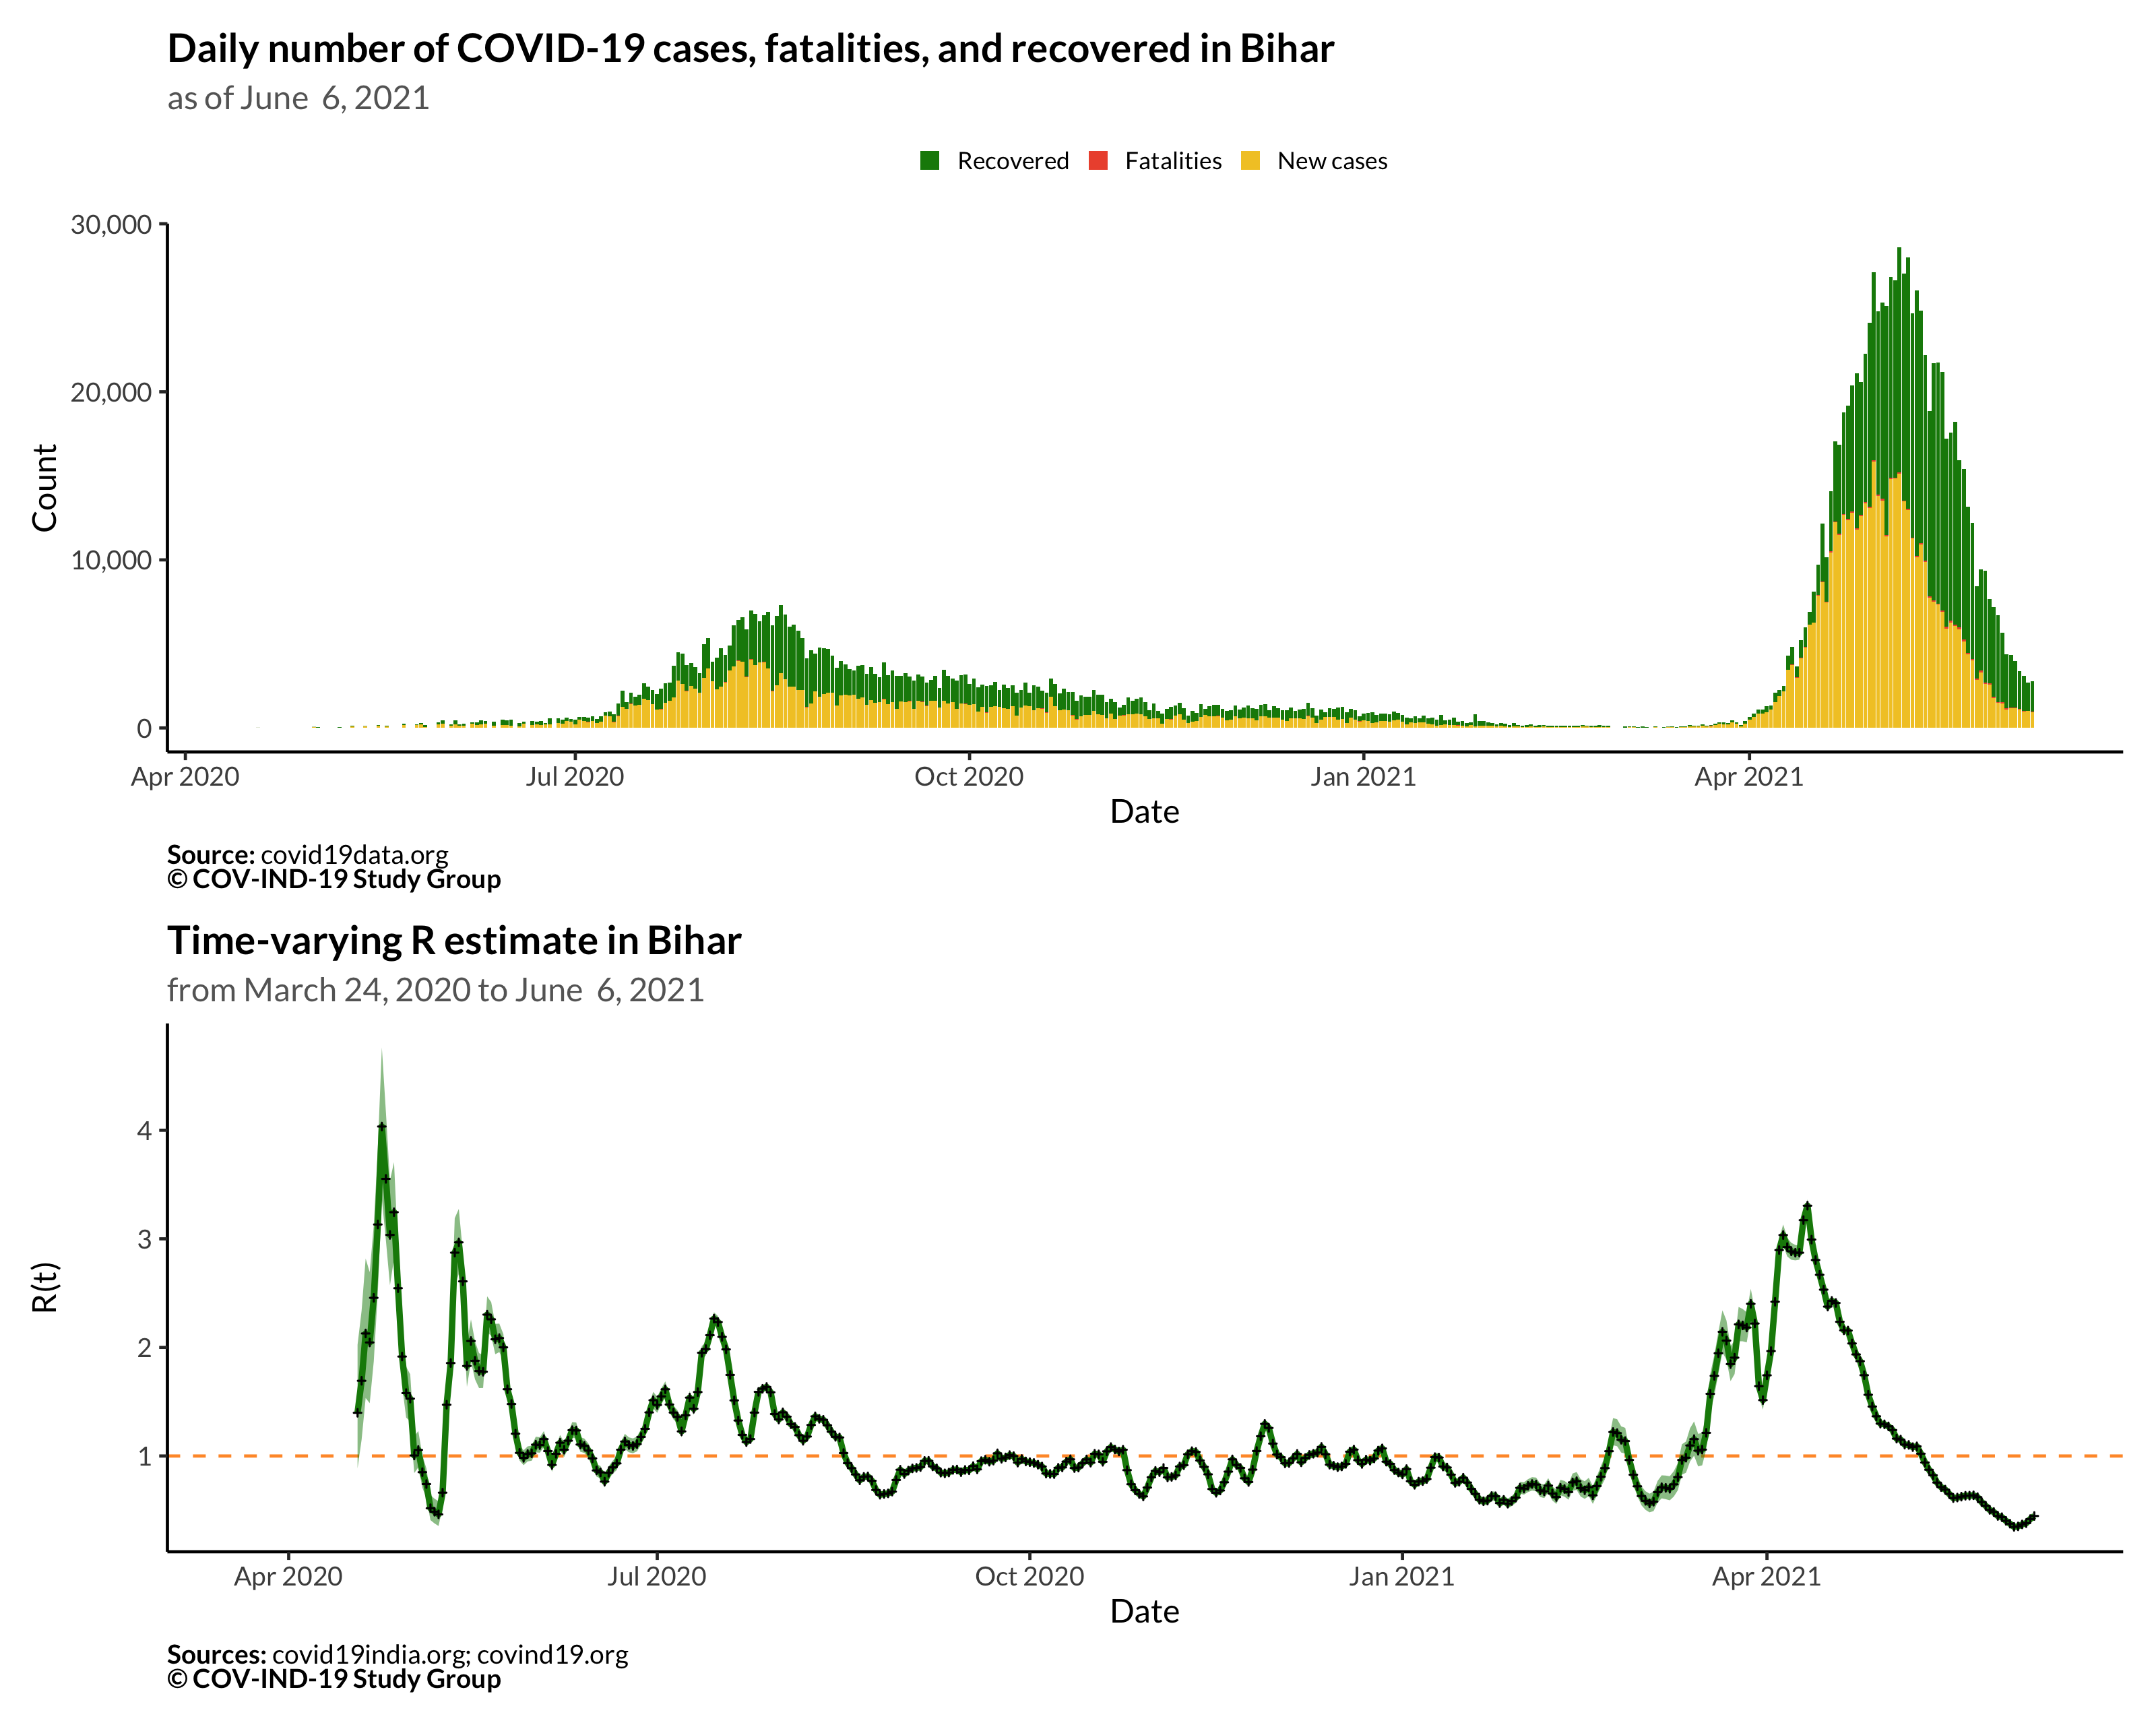 Daily number of COVID-19 cases, fatalities, and recovered in Bihar
as of June  6, 2021
Recovered Fatalities New cases
30,000
20,000
10,000
0
Count
Apr 2020 Jul 2020 Oct 2020 Jan 2021 Apr 2021
Date
Source: covid19data.org
© COV-IND-19 Study Group
Time-varying R estimate in Bihar
from March 24, 2020 to June  6, 2021
4
3
2
1
R(t)
Apr 2020 Jul 2020 Oct 2020 Jan 2021 Apr 2021
Date
Sources: covid19india.org; covind19.org
© COV-IND-19 Study Group